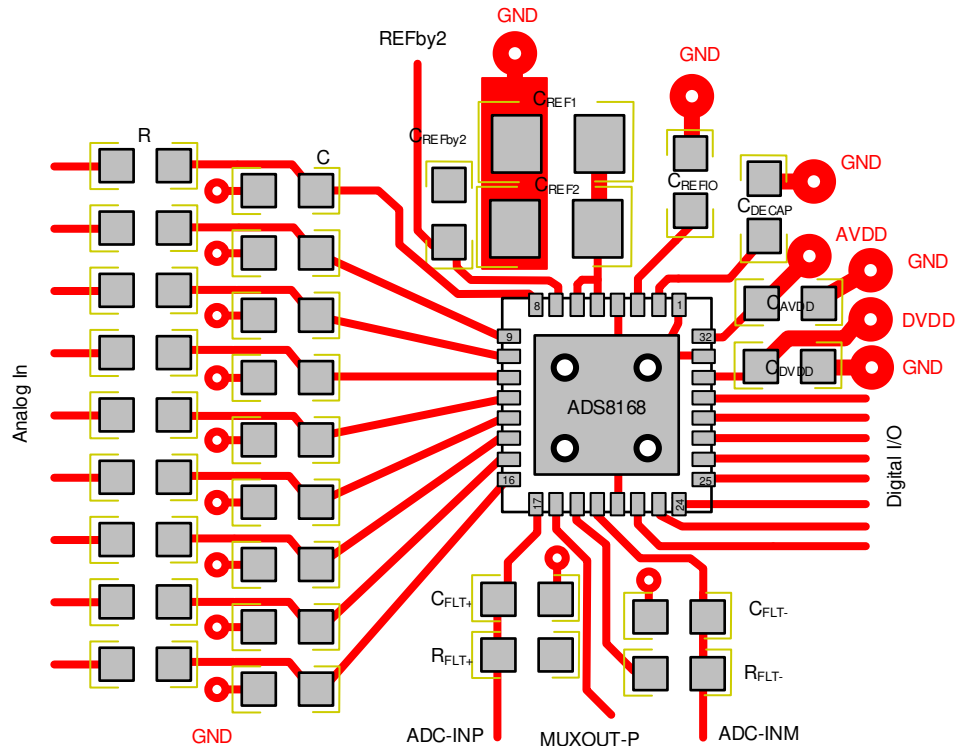 GND
REFby2
GND
CREF1
R
CREFby2
C
GND
CREF2
CREFIO
CDECAP
AVDD
GND
8
1
CAVDD
9
32
DVDD
CDVDD
GND
ADS8168
Analog In
Digital I/O
16
25
17
24
CFLT+
CFLT-
RFLT+
RFLT-
GND
ADC-INP
MUXOUT-P
ADC-INM